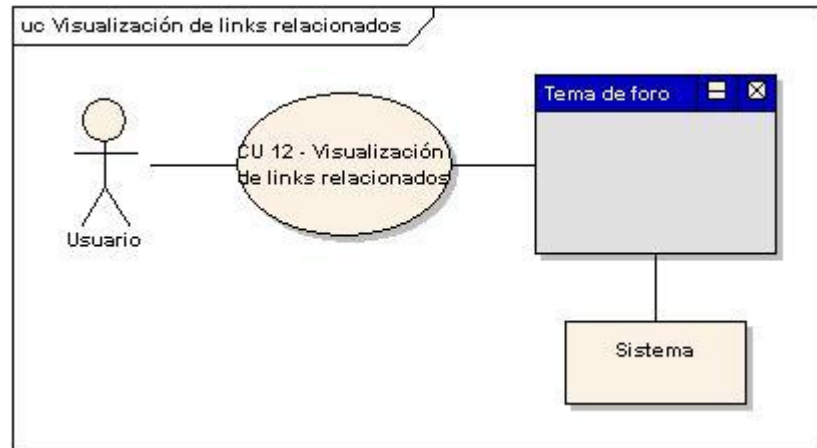 uc Visualización de links relacionados
Tema de foro
CU 12 - Visualización
de links relacionados
Usuario
Sistema